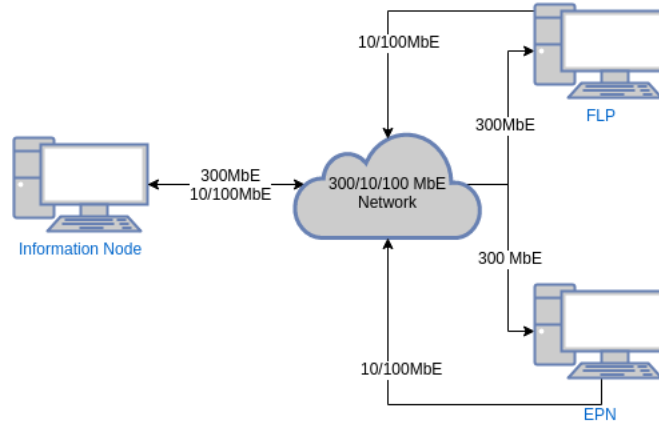 10/100MbE
FLP
300MbE
300MbE
10/100MbE
300/10/100 MbE
Network
Information Node
300 MbE
10/100MbE
EPN